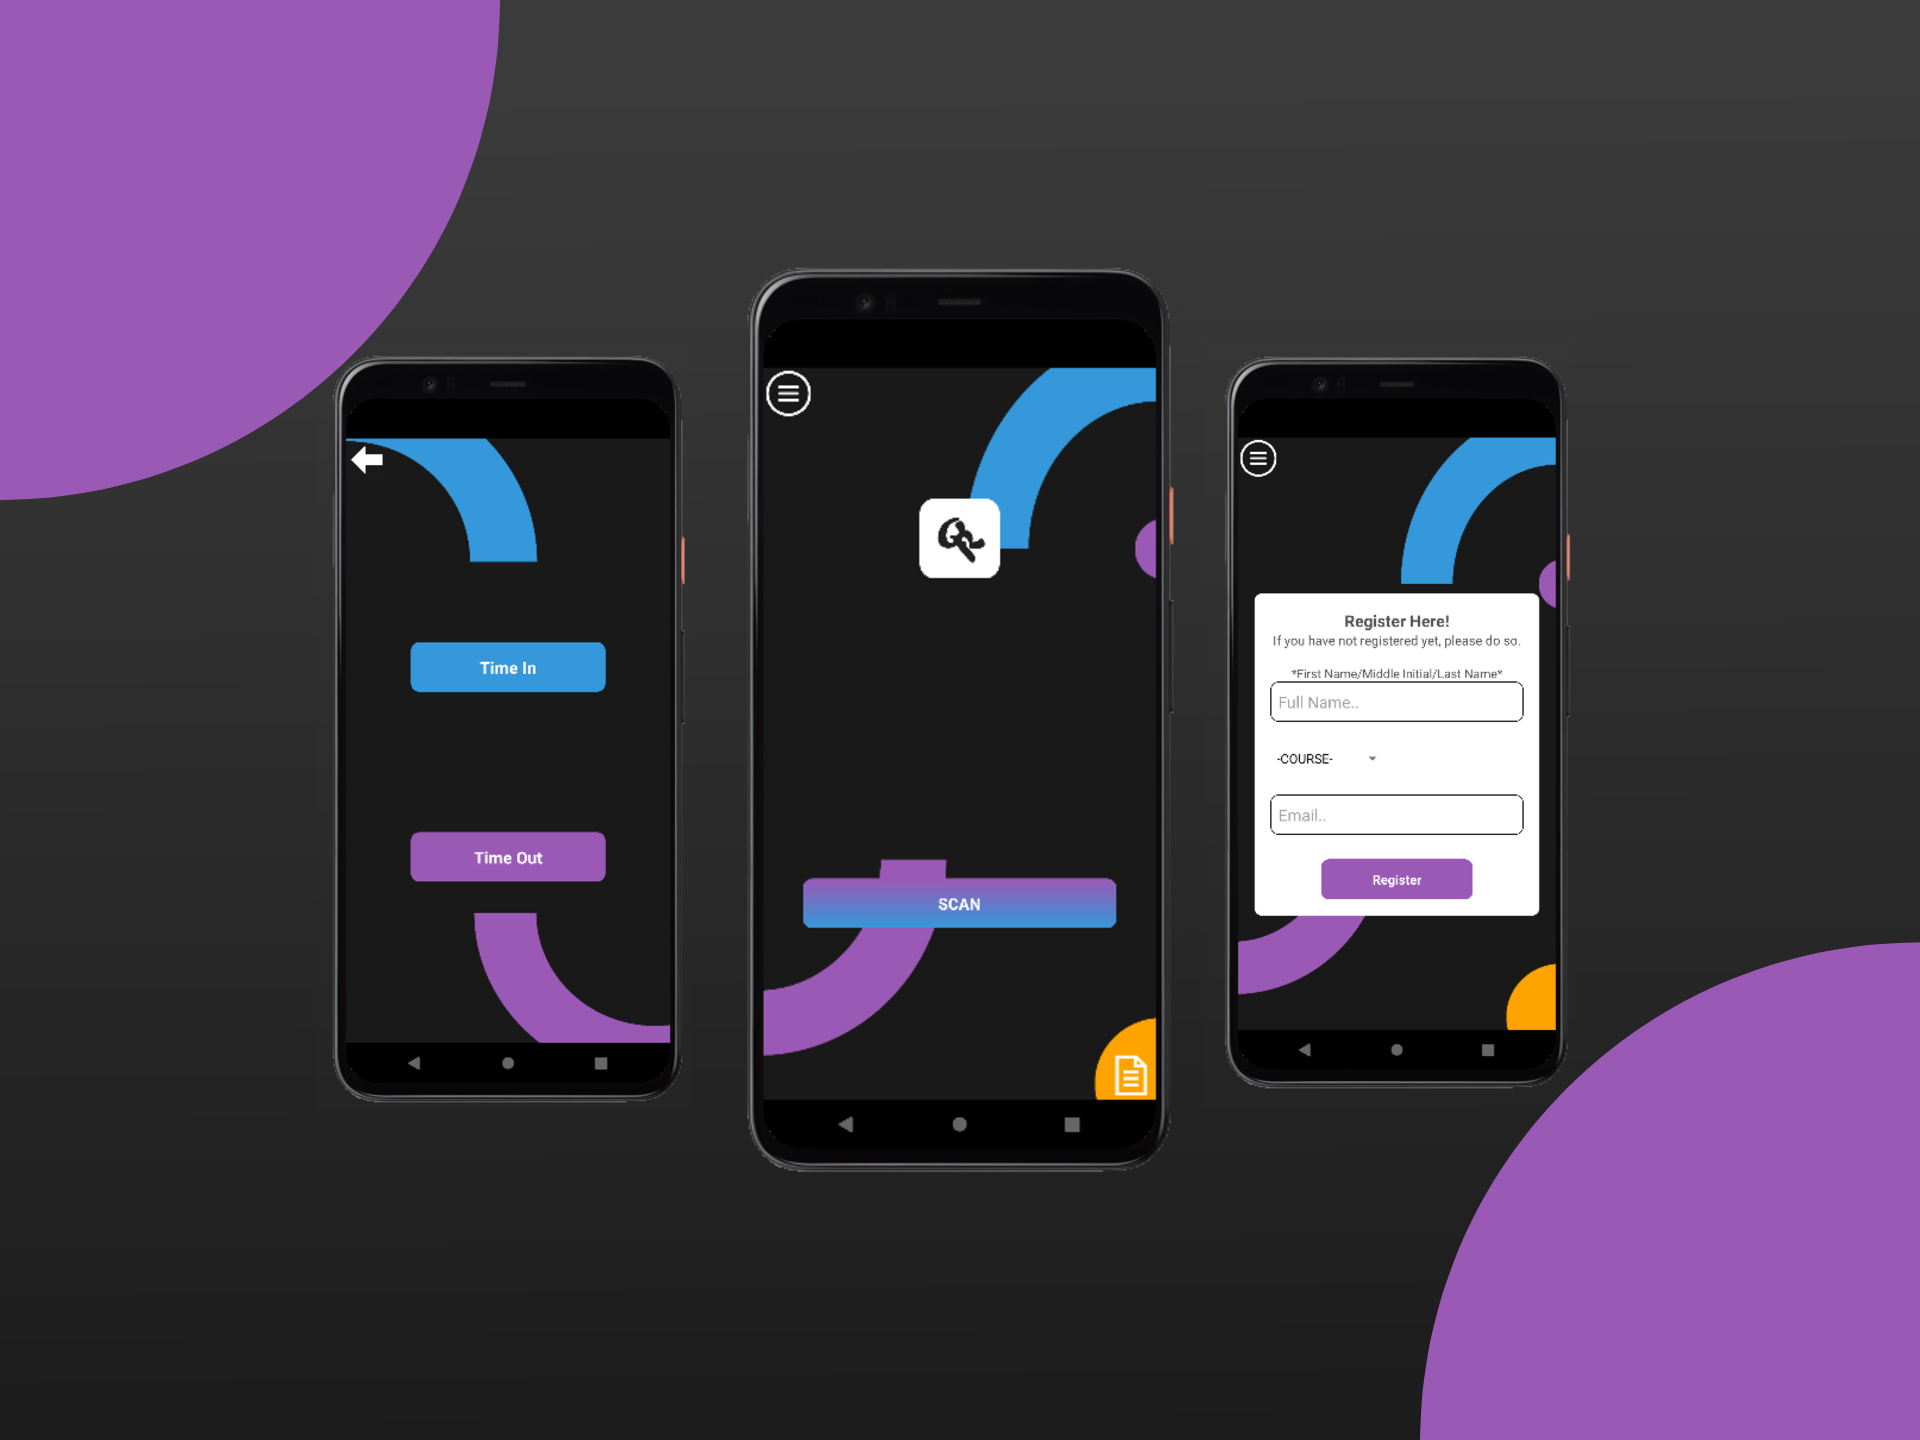 Time In
Time Out
SCAN
Register Here!
If you have not registered yet, please do so.
*First Name/Middle Initial/Last Name*
Full Name..
-COURSE-
Email..
Register